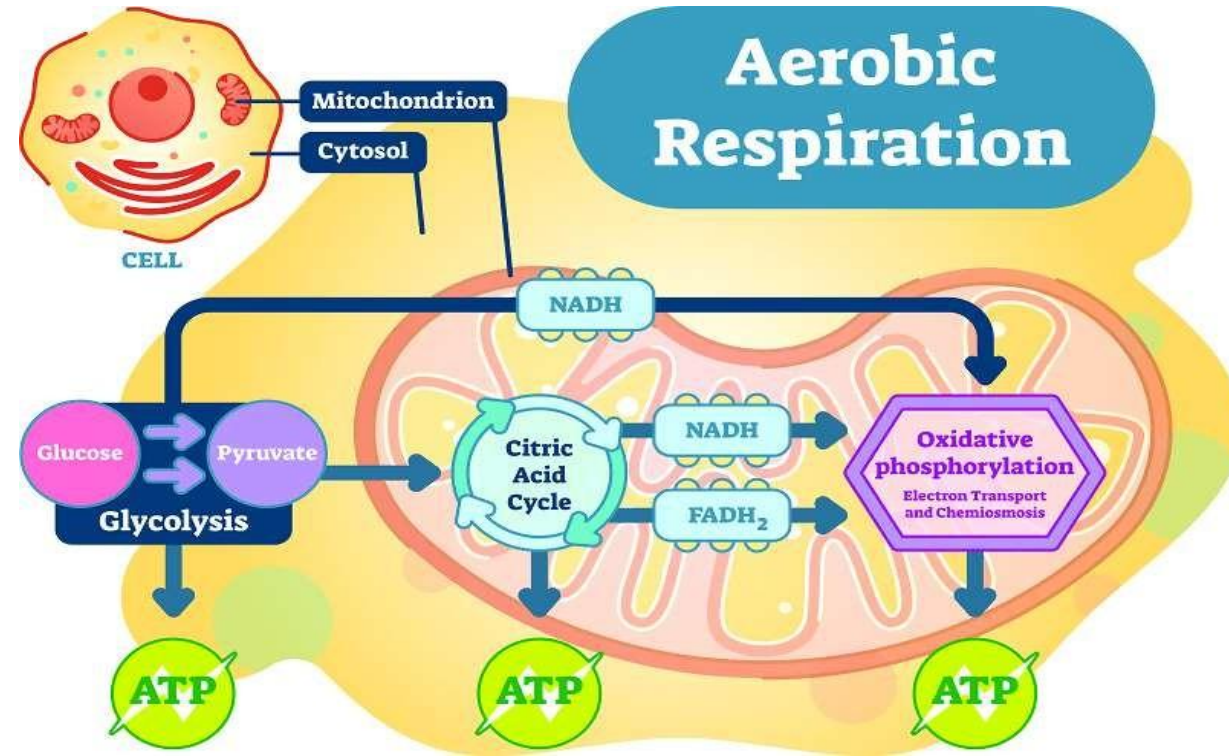 Aerobic
Respiration
Mitochondrion
Cytosol
CELL
NADH
Glucose
Pyruvate
Glycolysis
Citric
Acid
Cycle
NADH
FADH₂
Oxidative
phosphorylation
Electron Transport
and Chemiosmosis
ATP
ATP
ATP